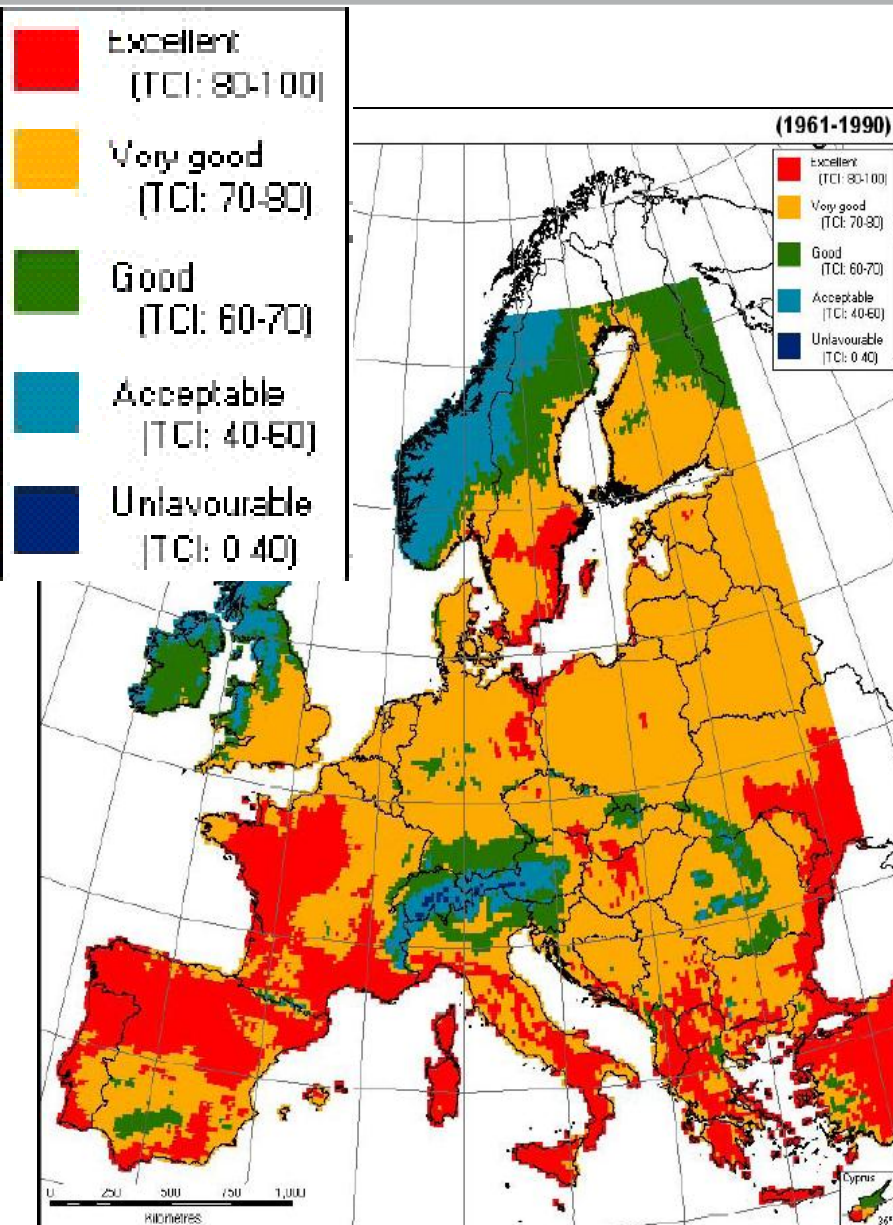 Excellent
(TCI: 80-100)
Very good
(TCI: 70-80)
Good
(TCI: 60-70)
Acceptable
(TCI: 40-60)
Unfavourable
(TCI: 0-40)
(1961-1990)
Excellent
(TCI: 80-100)
Very good
(TCI: 70-80)
Good
(TCI: 60-70)
Acceptable
(TCI: 40-60)
Unfavourable
(TCI: 0-40)
0 250 500 750 1,000
Kilometres
Cyprus